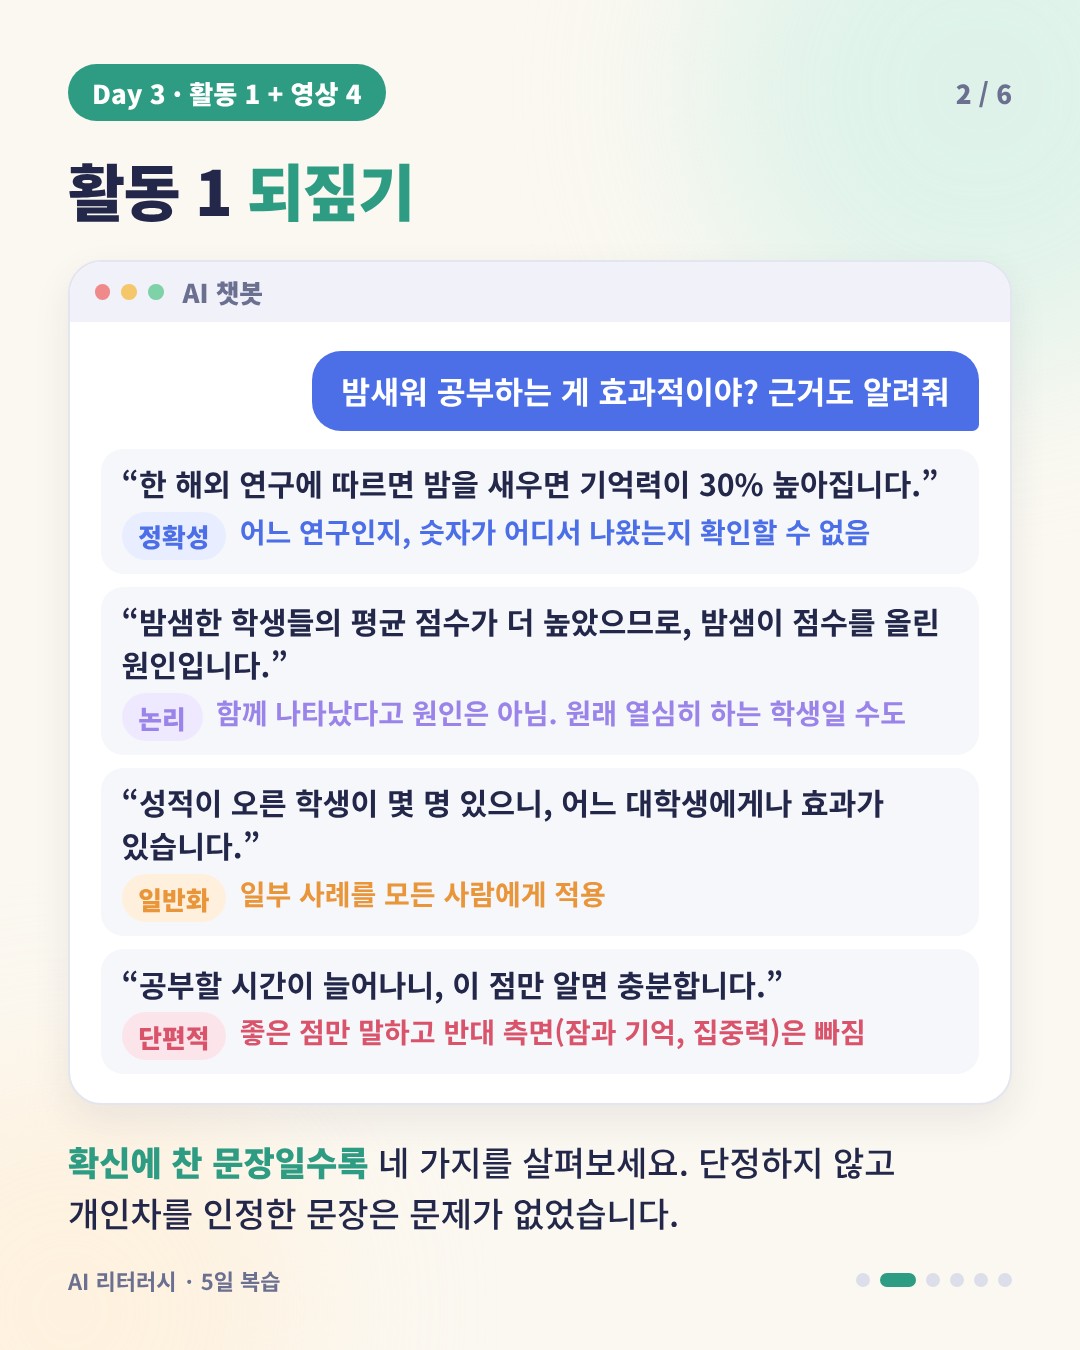 Day 3 · 활동 1 + 영상 4
2 / 6
활동 1 되짚기
AI 챗봇
밤새워 공부하는 게 효과적이야? 근거도 알려줘
“한 해외 연구에 따르면 밤을 새우면 기억력이 30% 높아집니다.”
정확성 어느 연구인지, 숫자가 어디서 나왔는지 확인할 수 없음
“밤샘한 학생들의 평균 점수가 더 높았으므로, 밤샘이 점수를 올린
원인입니다.”
논리 함께 나타났다고 원인은 아님. 원래 열심히 하는 학생일 수도
“성적이 오른 학생이 몇 명 있으니, 어느 대학생에게나 효과가
있습니다.”
일반화 일부 사례를 모든 사람에게 적용
“공부할 시간이 늘어나니, 이 점만 알면 충분합니다.”
단편적 좋은 점만 말하고 반대 측면(잠과 기억, 집중력)은 빠짐
확신에 찬 문장일수록 네 가지를 살펴보세요. 단정하지 않고
개인차를 인정한 문장은 문제가 없었습니다.
AI 리터러시 · 5일 복습